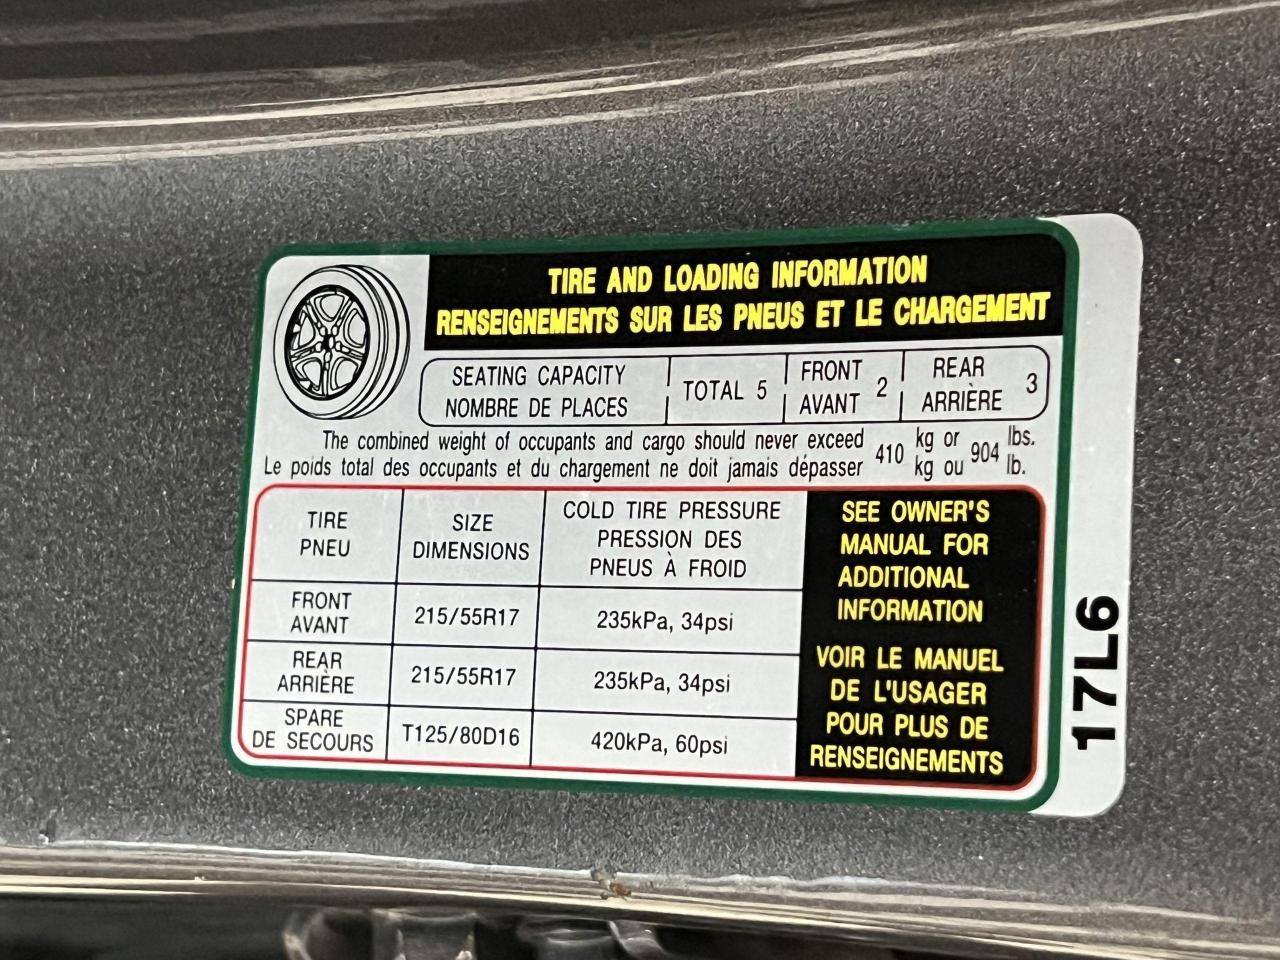 TIRE AND LOADING INFORMATION
RENSEIGNEMENTS SUR LES PNEUS ET LE CHARGEMENT
SEATING CAPACITY
NOMBRE DE PLACES
TOTAL 5
FRONT
AVANT
2
REAR
ARRIÈRE
3
The combined weight of occupants and cargo should never exceed 410 kg or 904 lbs.
Le poids total des occupants et du chargement ne doit jamais dépasser kg ou lb.
TIRE
PNEU
SIZE
DIMENSIONS
COLD TIRE PRESSURE
PRESSION DES
PNEUS À FROID
FRONT
AVANT
215/55R17
235kPa, 34psi
REAR
ARRIÈRE
215/55R17
235kPa, 34psi
SPARE
DE SECOURS
T125/80D16
420kPa, 60psi
SEE OWNER'S
MANUAL FOR
ADDITIONAL
INFORMATION
VOIR LE MANUEL
DE L'USAGER
POUR PLUS DE
RENSEIGNEMENTS
17L6